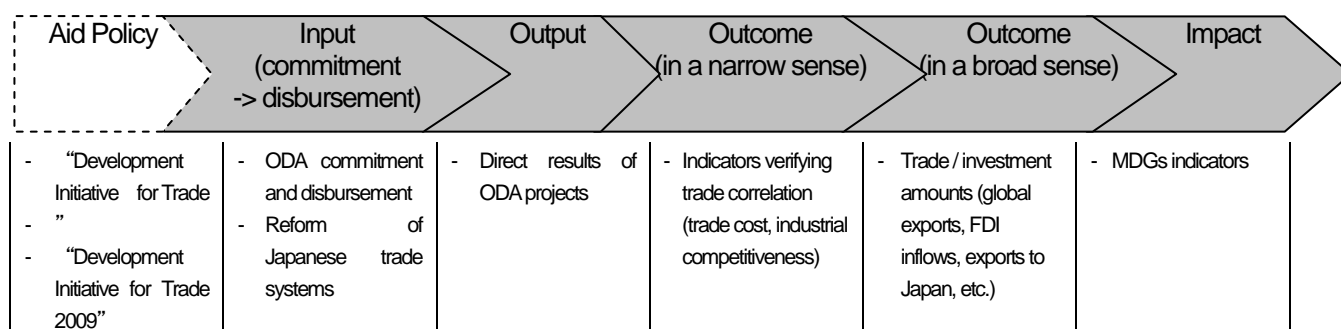 Aid Policy
Input
(commitment
-> disbursement)
Output
Outcome
(in a narrow sense)
Outcome
(in a broad sense)
Impact
- “Development
Initiative for Trade
- ”
- “Development
Initiative for Trade
2009”
- ODA commitment
and disbursement
- Reform of
Japanese trade
systems
- Direct results of
ODA projects
- Indicators verifying
trade correlation
(trade cost, industrial
competitiveness)
- Trade / investment
amounts (global
exports, FDI
inflows, exports to
Japan, etc.)
- MDGs indicators